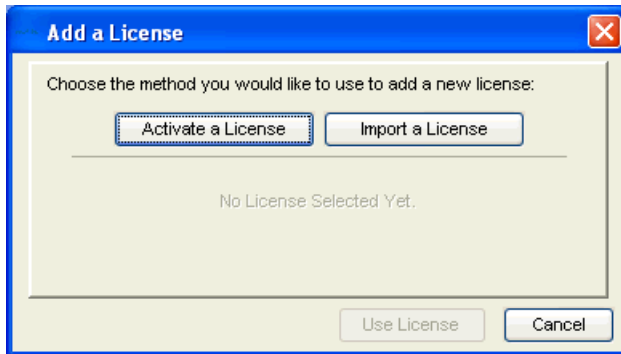 Add a License
Choose the method you would like to use to add a new license:
Activate a License Import a License
No License Selected Yet.
Use License Cancel